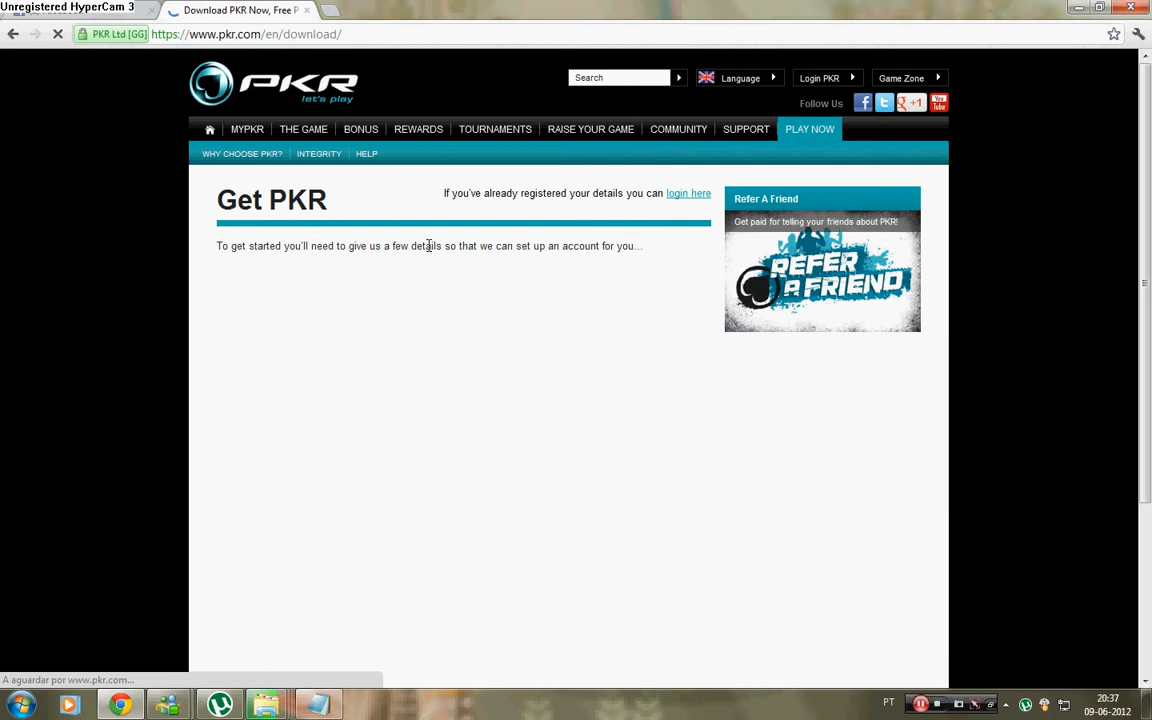 Unregistered HyperCam 3
Download PKR Now, Free P
PKR Ltd [GG] https://www.pkr.com/en/download/
PKR
let's play
Search
Language
Login PKR
Game Zone
Follow Us
+1
You Tube
MYPKR THE GAME BONUS REWARDS TOURNAMENTS RAISE YOUR GAME COMMUNITY SUPPORT PLAY NOW
WHY CHOOSE PKR? INTEGRITY HELP
Get PKR
If you've already registered your details you can login here
To get started you'll need to give us a few details so that we can set up an account for you...
Refer A Friend
Get paid for telling your friends about PKR!
REFER
A FRIEND
A aguardar por www.pkr.com...
PT
20:37
09-06-2012